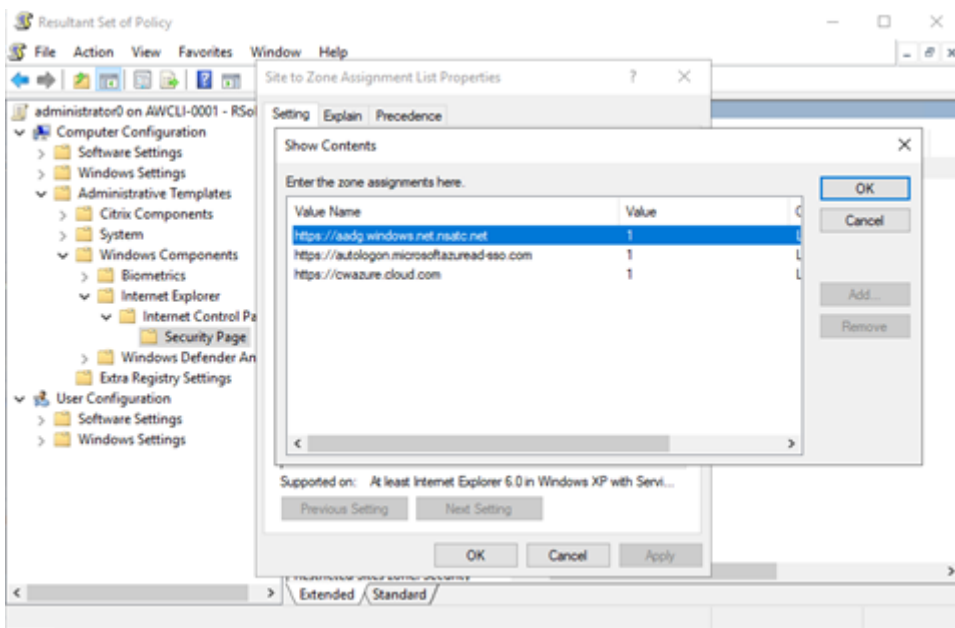 Resultant Set of Policy
File Action View Favorites Window Help
administrator0 on AWCLI-0001 - RSo
Computer Configuration
Software Settings
Windows Settings
Administrative Templates
Citrix Components
System
Windows Components
Biometrics
Internet Explorer
Internet Control Pa
Security Page
Windows Defender An
Extra Registry Settings
User Configuration
Software Settings
Windows Settings
Site to Zone Assignment List Properties
Setting Explain Precedence
Show Contents
Enter the zone assignments here.
Value Name Value
https://aadg.windows.net.nsatc.net 1
https://autologon.microsoftazuread-sso.com 1
https://cwazure.cloud.com 1
OK
Cancel
Add...
Remove
Supported on: At least Internet Explorer 6.0 in Windows XP with Servi...
Previous Setting Next Setting
OK Cancel Apply
Extended Standard